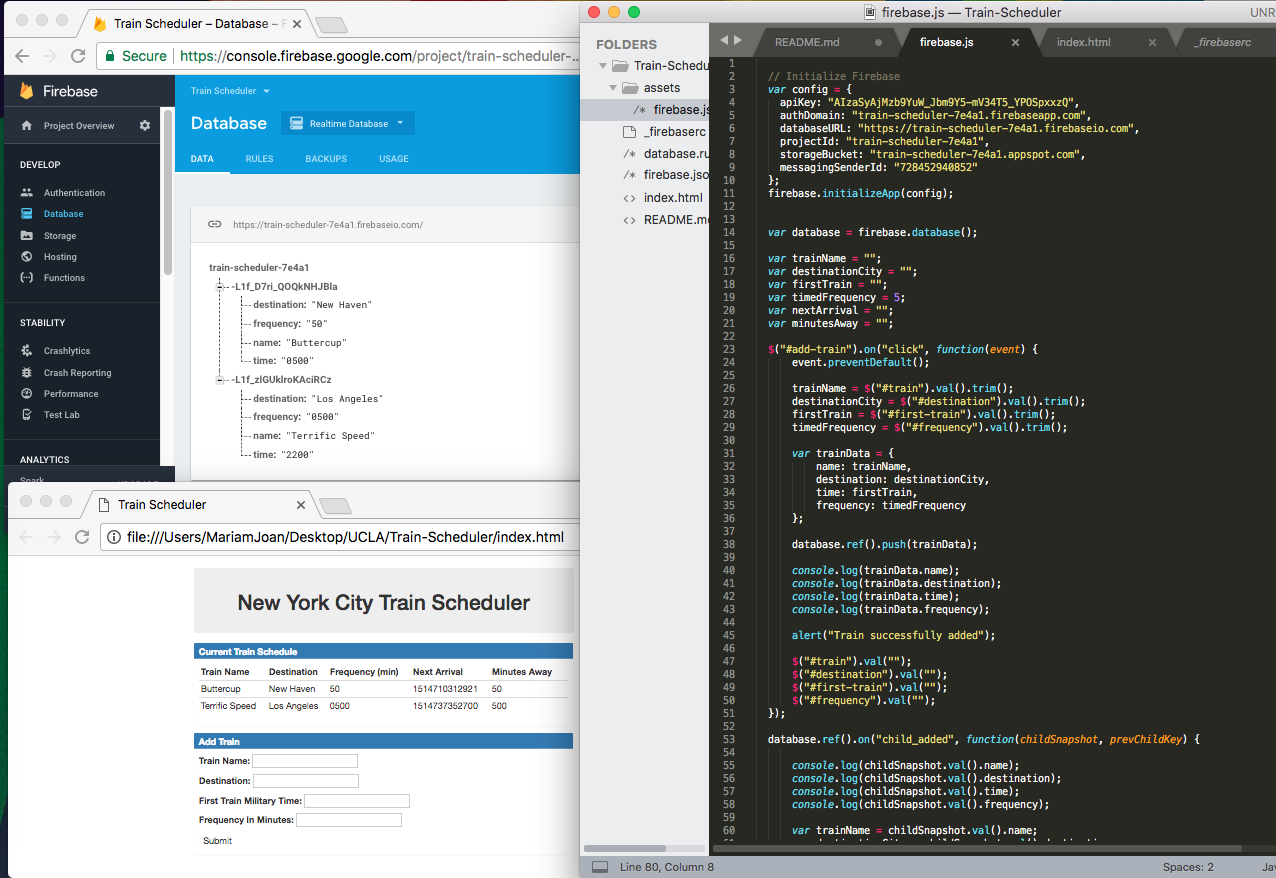 Train Scheduler – Database – F
Secure
https://console.firebase.google.com/project/train-scheduler-...
Firebase
Project Overview
DEVELOP
Authentication
Database
Storage
Hosting
Functions
STABILITY
Crashlytics
Crash Reporting
Performance
Test Lab
ANALYTICS
Spark
Train Scheduler
Database
Realtime Database
DATA
RULES
BACKUPS
USAGE
https://train-scheduler-7e4a1.firebaseio.com/
train-scheduler-7e4a1
-L1f_D7ri_QOQkNHJBla
destination: "New Haven"
frequency: "50"
name: "Buttercup"
time: "0500"
-L1f_zlGUklroKAciRCz
destination: "Los Angeles"
frequency: "0500"
name: "Terrific Speed"
time: "2200"
Train Scheduler
file:///Users/MariamJoan/Desktop/UCLA/Train-Scheduler/index.html
New York City Train Scheduler
Current Train Schedule
Train Name Destination Frequency (min) Next Arrival Minutes Away
Buttercup New Haven 50 1514710312921 50
Terrific Speed Los Angeles 0500 1514737352700 500
Add Train
Train Name:
Destination:
First Train Military Time:
Frequency In Minutes:
Submit
firebase.js — Train-Scheduler
UNR
FOLDERS
Train-Schedu
assets
/* firebase.js
_firebaserc
/* database.ru
/* firebase.jso
<> index.html
<> README.md
README.md
firebase.js
index.html
_firebaserc
1
2 // Initialize Firebase
3 var config = {
4 apiKey: "AIzaSyAjMzb9YuW_Jbm9Y5-mV34T5_YPOSpxxzQ",
5 authDomain: "train-scheduler-7e4a1.firebaseapp.com",
6 databaseURL: "https://train-scheduler-7e4a1.firebaseio.com",
7 projectId: "train-scheduler-7e4a1",
8 storageBucket: "train-scheduler-7e4a1.appspot.com",
9 messagingSenderId: "728452940852"
10 };
11 firebase.initializeApp(config);
12
13
14 var database = firebase.database();
15
16 var trainName = "";
17 var destinationCity = "";
18 var firstTrain = "";
19 var timedFrequency = 5;
20 var nextArrival = "";
21 var minutesAway = "";
22
23 $("#add-train").on("click", function(event) {
24 event.preventDefault();
25
26 trainName = $("#train").val().trim();
27 destinationCity = $("#destination").val().trim();
28 firstTrain = $("#first-train").val().trim();
29 timedFrequency = $("#frequency").val().trim();
30
31 var trainData = {
32 name: trainName,
33 destination: destinationCity,
34 time: firstTrain,
35 frequency: timedFrequency
36 };
37
38 database.ref().push(trainData);
39
40 console.log(trainData.name);
41 console.log(trainData.destination);
42 console.log(trainData.time);
43 console.log(trainData.frequency);
44
45 alert("Train successfully added");
46
47 $("#train").val("");
48 $("#destination").val("");
49 $("#first-train").val("");
50 $("#frequency").val("");
51 });
52
53 database.ref().on("child_added", function(childSnapshot, prevChildKey) {
54
55 console.log(childSnapshot.val().name);
56 console.log(childSnapshot.val().destination);
57 console.log(childSnapshot.val().time);
58 console.log(childSnapshot.val().frequency);
59
60 var trainName = childSnapshot.val().name;
Line 80, Column 8
Spaces: 2
Jav